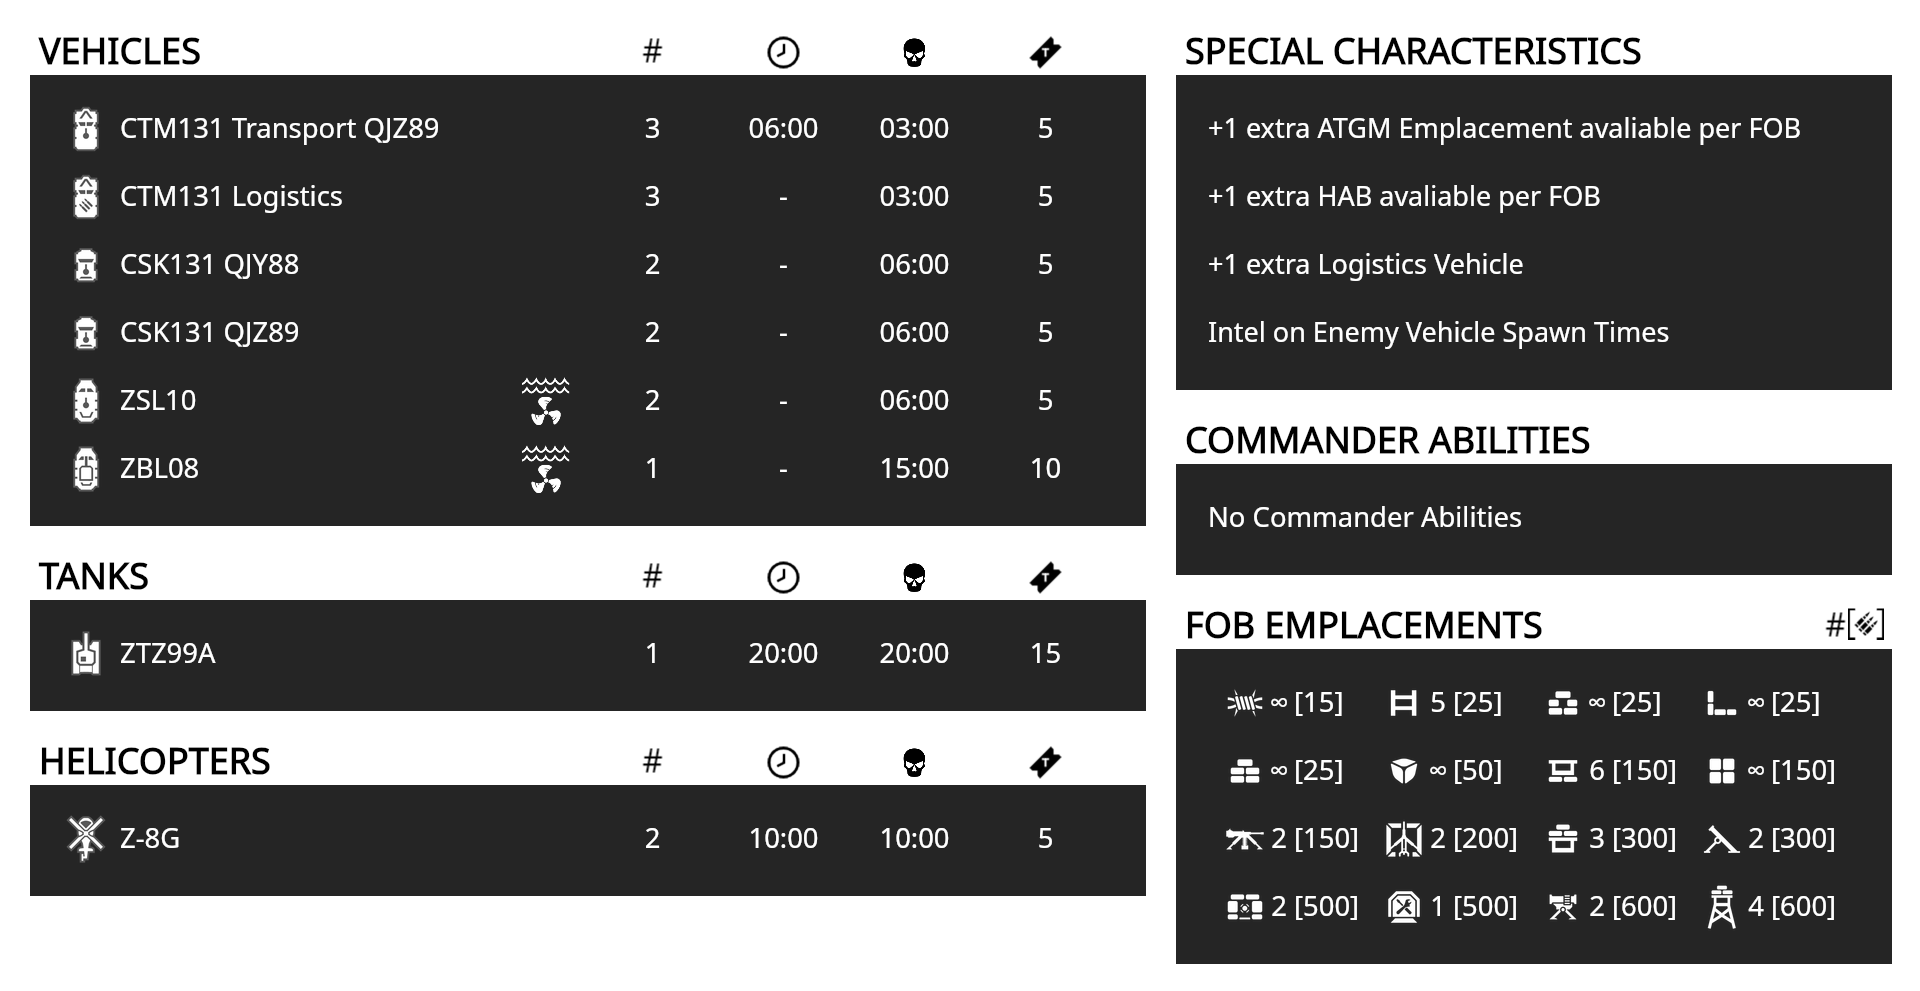 VEHICLES #
CTM131 Transport QJZ89 3 06:00 03:00 5
CTM131 Logistics 3 - 03:00 5
CSK131 QJY88 2 - 06:00 5
CSK131 QJZ89 2 - 06:00 5
ZSL10 2 - 06:00 5
ZBL08 1 - 15:00 10
TANKS #
ZTZ99A 1 20:00 20:00 15
HELICOPTERS #
Z-8G 2 10:00 10:00 5
SPECIAL CHARACTERISTICS
+1 extra ATGM Emplacement avaliable per FOB
+1 extra HAB avaliable per FOB
+1 extra Logistics Vehicle
Intel on Enemy Vehicle Spawn Times
COMMANDER ABILITIES
No Commander Abilities
FOB EMPLACEMENTS #[ ]
∞ [15] 5 [25] ∞ [25] ∞ [25]
∞ [25] ∞ [50] 6 [150] ∞ [150]
2 [150] 2 [200] 3 [300] 2 [300]
2 [500] 1 [500] 2 [600] 4 [600]